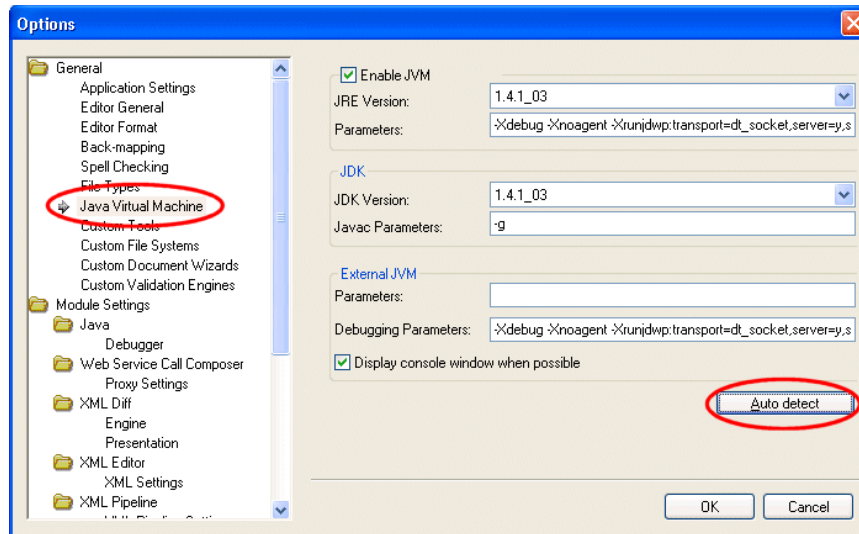 Options
General
Application Settings
Editor General
Editor Format
Back-mapping
Spell Checking
File Types
Java Virtual Machine
Custom Tools
Custom File Systems
Custom Document Wizards
Custom Validation Engines
Module Settings
Java
Debugger
Web Service Call Composer
Proxy Settings
XML Diff
Engine
Presentation
XML Editor
XML Settings
XML Pipeline
Enable JVM
JRE Version: 1.4.1_03
Parameters: -Xdebug -Xnoagent -Xrunjdwp:transport=dt_socket,server=y,s
JDK
JDK Version: 1.4.1_03
Javac Parameters: -g
External JVM
Parameters:
Debugging Parameters: -Xdebug -Xnoagent -Xrunjdwp:transport=dt_socket,server=y,s
Display console window when possible
Auto detect
OK Cancel